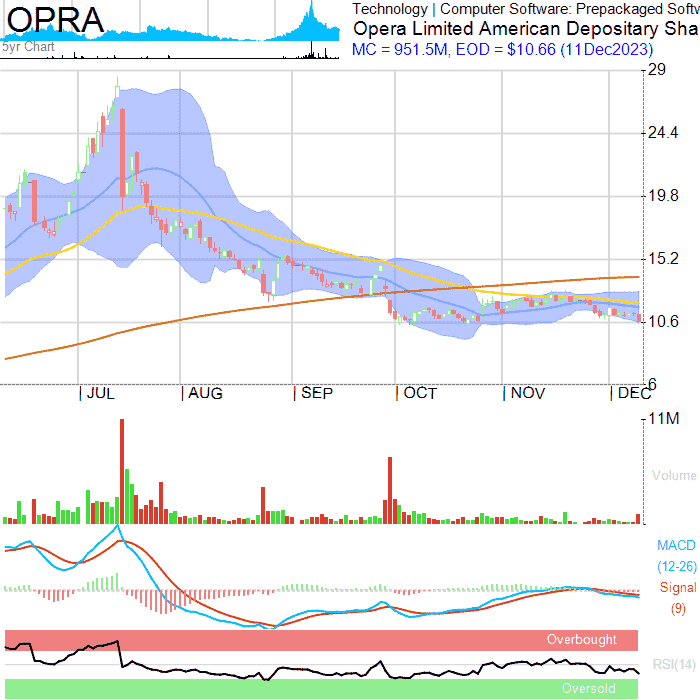 OPRA
5yr Chart
Technology | Computer Software: Prepackaged Softw
Opera Limited American Depositary Sha
MC = 951.5M, EOD = $10.66 (11Dec2023)
29
24.4
19.8
15.2
10.6
6
| JUL | AUG | SEP | OCT | NOV | DEC
11M
Volume
MACD
(12-26)
Signal
(9)
Overbought
RSI(14)
Oversold